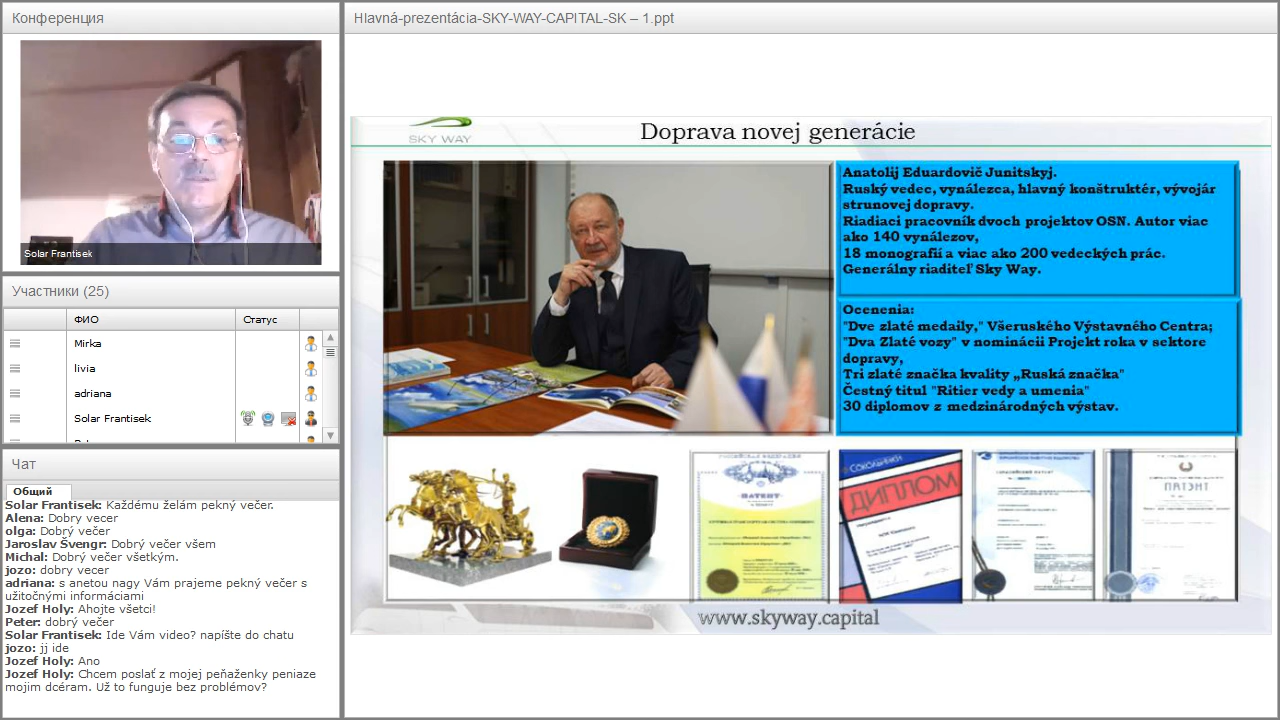 Конференция
Solar Frantisek
Участники (25)
ФИО
Статус
Mirka
livia
adriana
Solar Frantisek
Чат
Общий
Solar Frantisek: Každému želám pekný večer.
Alena: Dobry vecer
olga: Dobrý večer
Jaroslav Švengr: Dobrý večer všem
Michal: Dobrý večer všetkým.
jozo: dobry vecer
užitočnými informáciami
Jozef Holy: Ahojte všetci!
Peter: dobrý večer
Solar Frantisek: Ide Vám video? napíšte do chatu
jozo: jj ide
Jozef Holy: Ano
Jozef Holy: Chcem poslať z mojej peňaženky peniaze
mojim dcéram. Už to funguje bez problémov?
Hlavná-prezentácia-SKY-WAY-CAPITAL-SK – 1.ppt
SKY WAY
Doprava novej generácie
Anatolij Eduardovič Junitskyj.
Ruský vedec, vynálezca, hlavný konštruktér, vývojár
strunovej dopravy.
Riadiaci pracovník dvoch projektov OSN. Autor viac
ako 140 vynálezov,
18 monografií a viac ako 200 vedeckých prác.
Generálny riaditeľ Sky Way.
Ocenenia:
"Dve zlaté medaily," Všeruského Výstavného Centra;
"Dva Zlaté vozy" v nominácii Projekt roka v sektore
dopravy,
Tri zlaté značka kvality „Ruská značka"
Čestný titul "Ritier vedy a umenia"
30 diplomov z medzinárodných výstav.
РОССИЙСКАЯ ФЕДЕРАЦИЯ
ПАТЕНТ
СОКОЛЬНИКИ
ДИПЛОМ
ЕВРАЗИЙСКИЙ ПАТЕНТ
ПАТЭНТ
www.skyway.capital